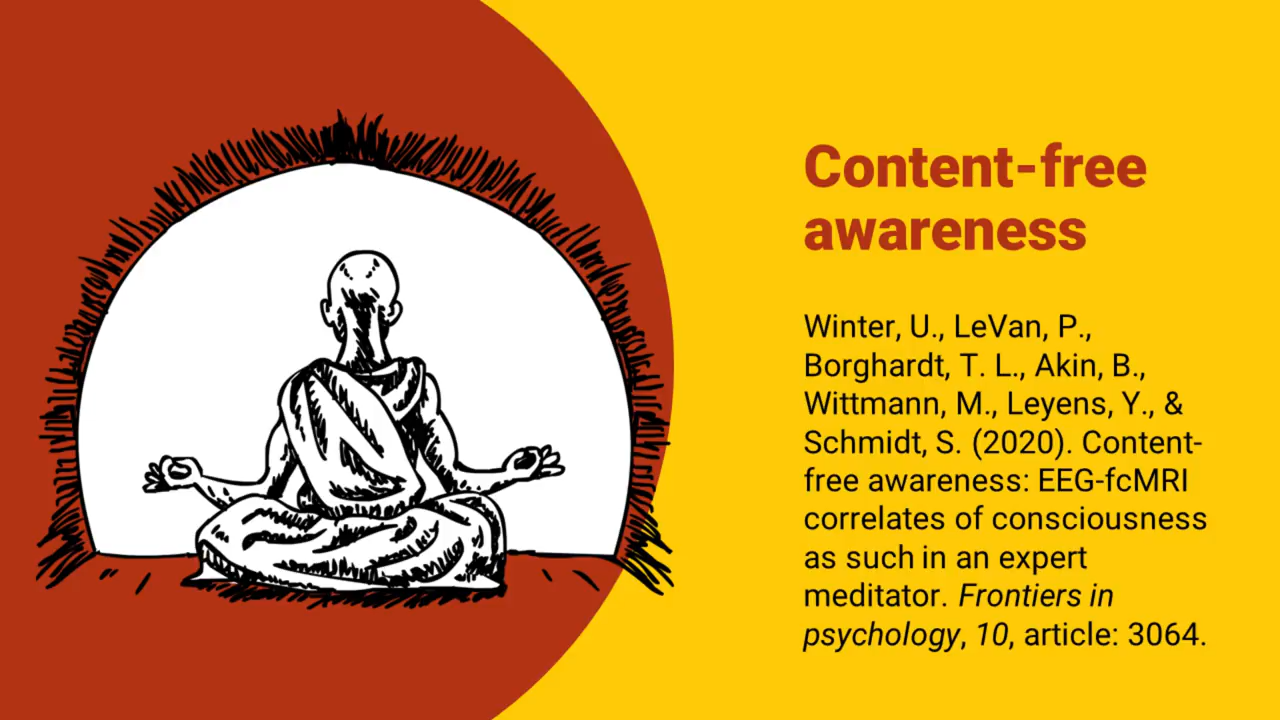 Content-free
awareness
Winter, U., LeVan, P.,
Borghardt, T. L., Akin, B.,
Wittmann, M., Leyens, Y., &
Schmidt, S. (2020). Content-
free awareness: EEG-fcMRI
correlates of consciousness
as such in an expert
meditator. Frontiers in
psychology, 10, article: 3064.